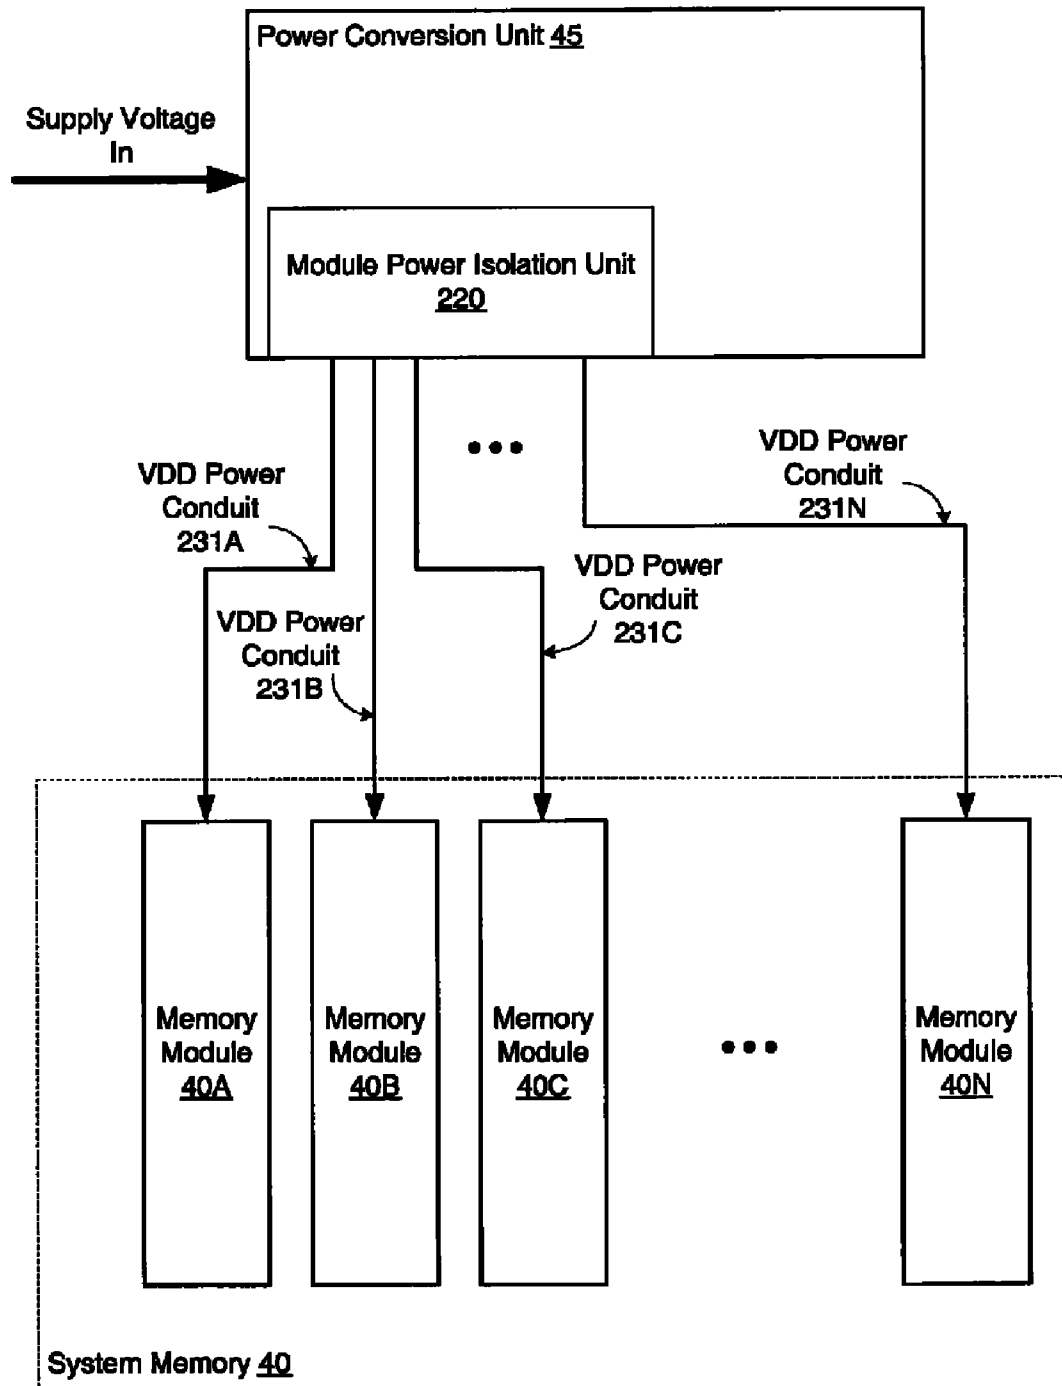 Power Conversion Unit 45
Supply Voltage
In
Module Power Isolation Unit
220
•••
VDD Power
Conduit
231A
VDD Power
Conduit
231B
VDD Power
Conduit
231C
VDD Power
Conduit
231N
Memory
Module
40A
Memory
Module
40B
Memory
Module
40C
•••
Memory
Module
40N
System Memory 40